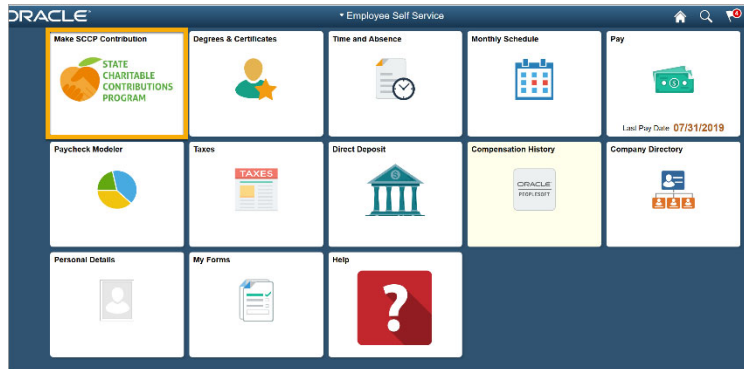 ORACLE
Employee Self Service
4
Make SCCP Contribution
Degrees & Certificates
Time and Absence
Monthly Schedule
Pay
STATE
CHARITABLE
CONTRIBUTIONS
PROGRAM
Last Pay Date 07/31/2019
Paycheck Modeler
Taxes
Direct Deposit
Compensation History
Company Directory
TAXES
ORACLE
PEOPLESOFT
Personal Details
My Forms
Help
?